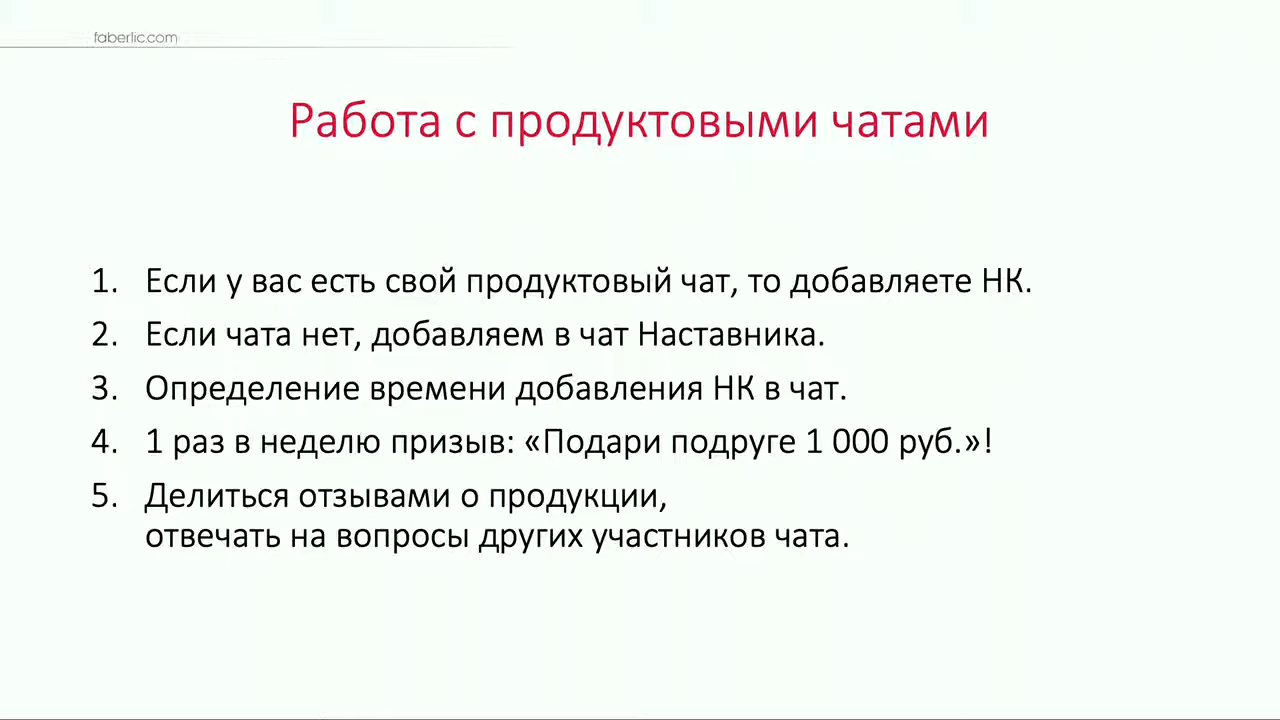 faberlic.com
Работа с продуктовыми чатами
1. Если у вас есть свой продуктовый чат, то добавляете НК.
2. Если чата нет, добавляем в чат Наставника.
3. Определение времени добавления НК в чат.
4. 1 раз в неделю призыв: «Подари подруге 1 000 руб.»!
5. Делиться отзывами о продукции,
отвечать на вопросы других участников чата.